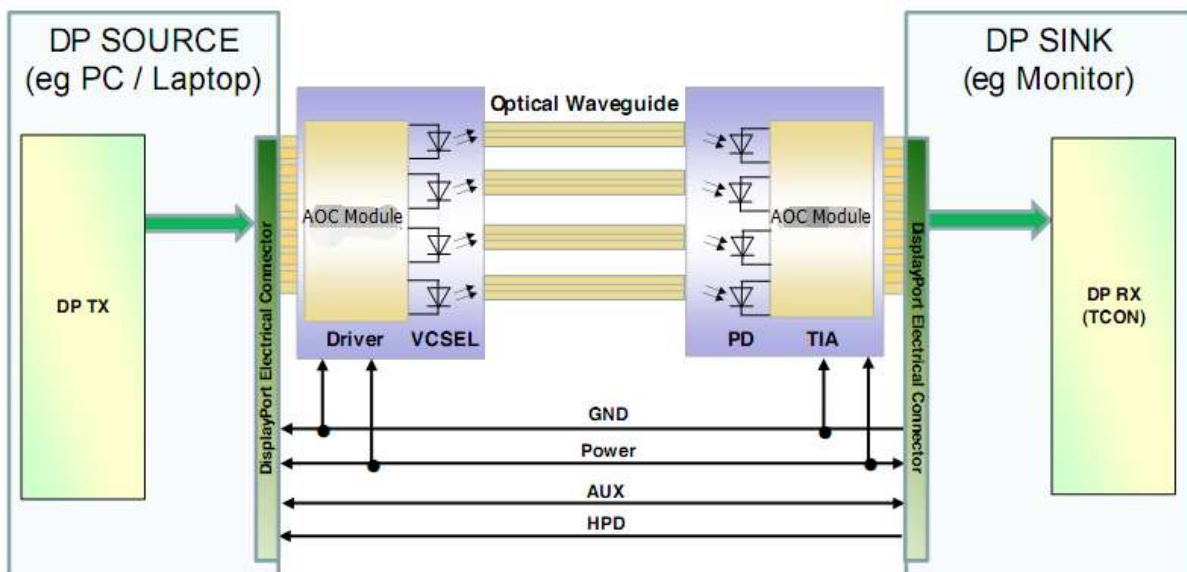 DP SOURCE
(eg PC / Laptop)
DP TX
DisplayPort Electrical Connector
AOC Module
Driver
VCSEL
Optical Waveguide
PD
TIA
AOC Module
GND
Power
AUX
HPD
DisplayPort Electrical Connector
DP SINK
(eg Monitor)
DP RX
(TCON)